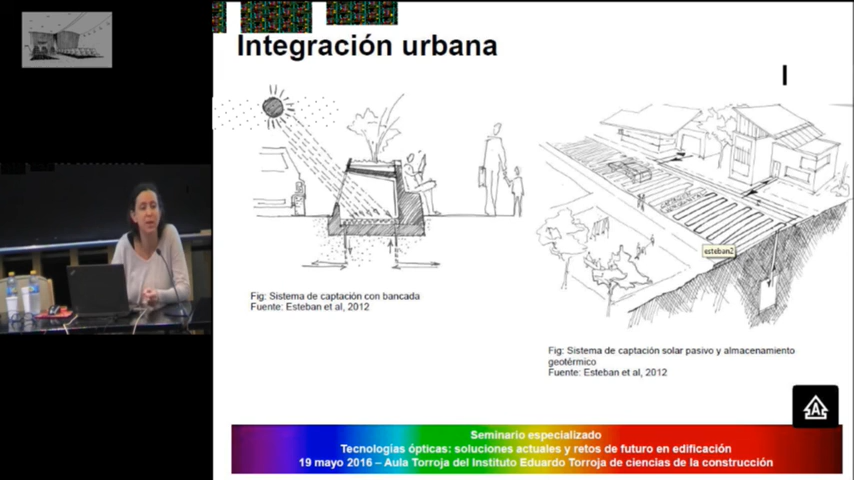 Integración urbana
esteban2
Fig: Sistema de captación con bancada
Fuente: Esteban et al, 2012
Fig: Sistema de captación solar pasivo y almacenamiento
geotérmico
Fuente: Esteban et al, 2012
A
Seminario especializado
Tecnologías ópticas: soluciones actuales y retos de futuro en edificación
19 mayo 2016 – Aula Torroja del Instituto Eduardo Torroja de ciencias de la construcción